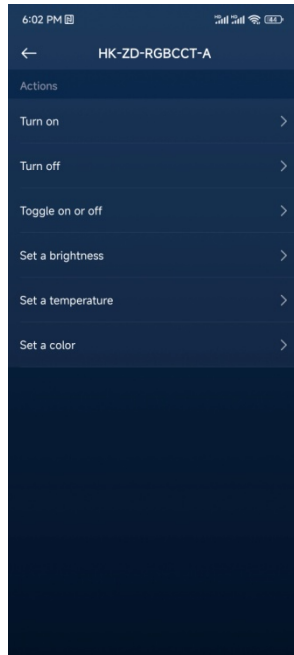 6:02 PM
HK-ZD-RGBCCT-A
Actions
Turn on
Turn off
Toggle on or off
Set a brightness
Set a temperature
Set a color